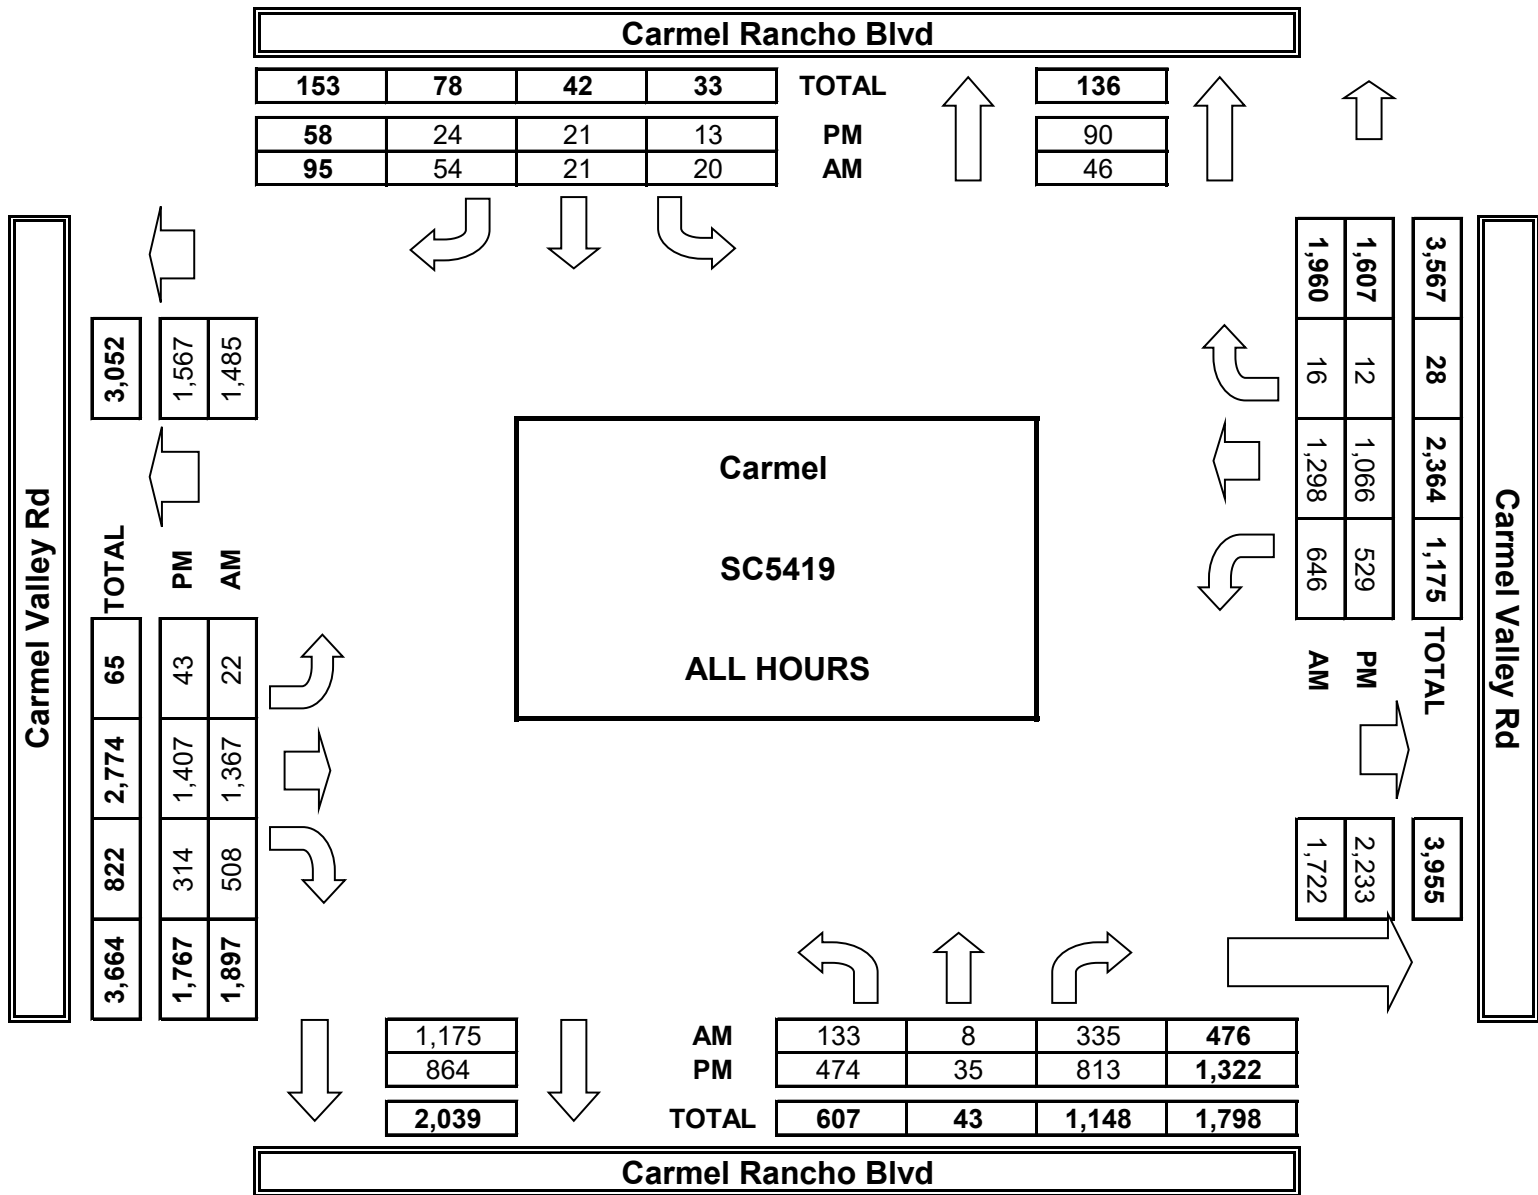 Carmel Rancho Blvd
153 78 42 33 TOTAL 136
58 24 21 13 PM 90
95 54 21 20 AM 46
Carmel Valley Rd
3,052
1,567
1,485
TOTAL PM AM
65 43 22
2,774 1,407 1,367
822 314 508
3,664 1,767 1,897
Carmel
SC5419
ALL HOURS
1,960 1,607 3,567
16 12 28
1,298 1,066 2,364
646 529 1,175
AM PM TOTAL
1,722 2,233 3,955
Carmel Valley Rd
1,175 AM 133 8 335 476
864 PM 474 35 813 1,322
2,039 TOTAL 607 43 1,148 1,798
Carmel Rancho Blvd